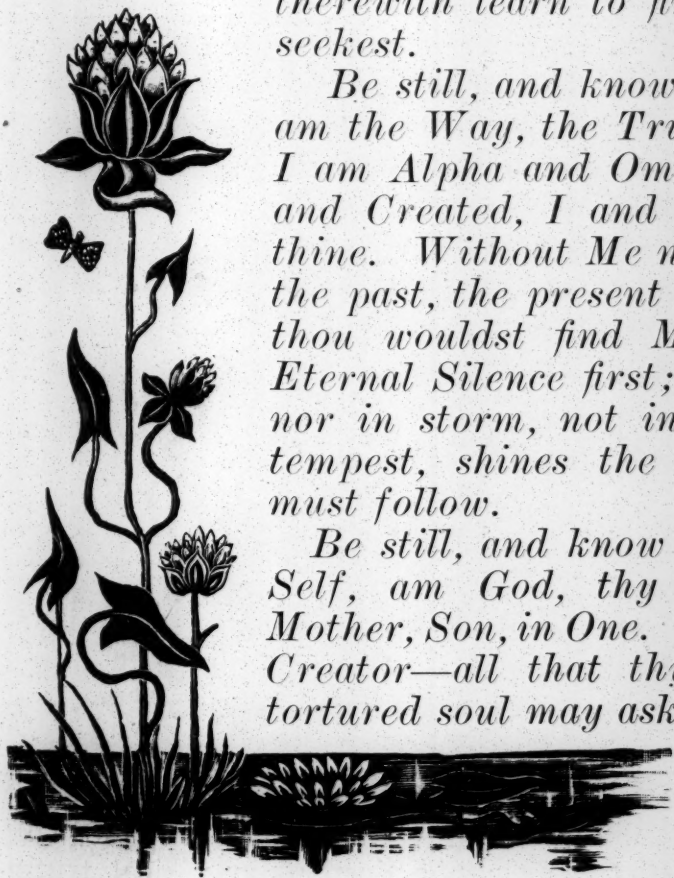 therewith learn to
seekest.
Be still, and know
am the Way, the
I am Alpha and
and Created, I and
thine. Without Me
the past, the present
thou wouldst find
Eternal Silence first;
nor in storm, not in
tempest, shines the
must follow.
Be still, and know
Self, am God, thy
Mother, Son, in One.
Creator—all that
tortured soul may ask